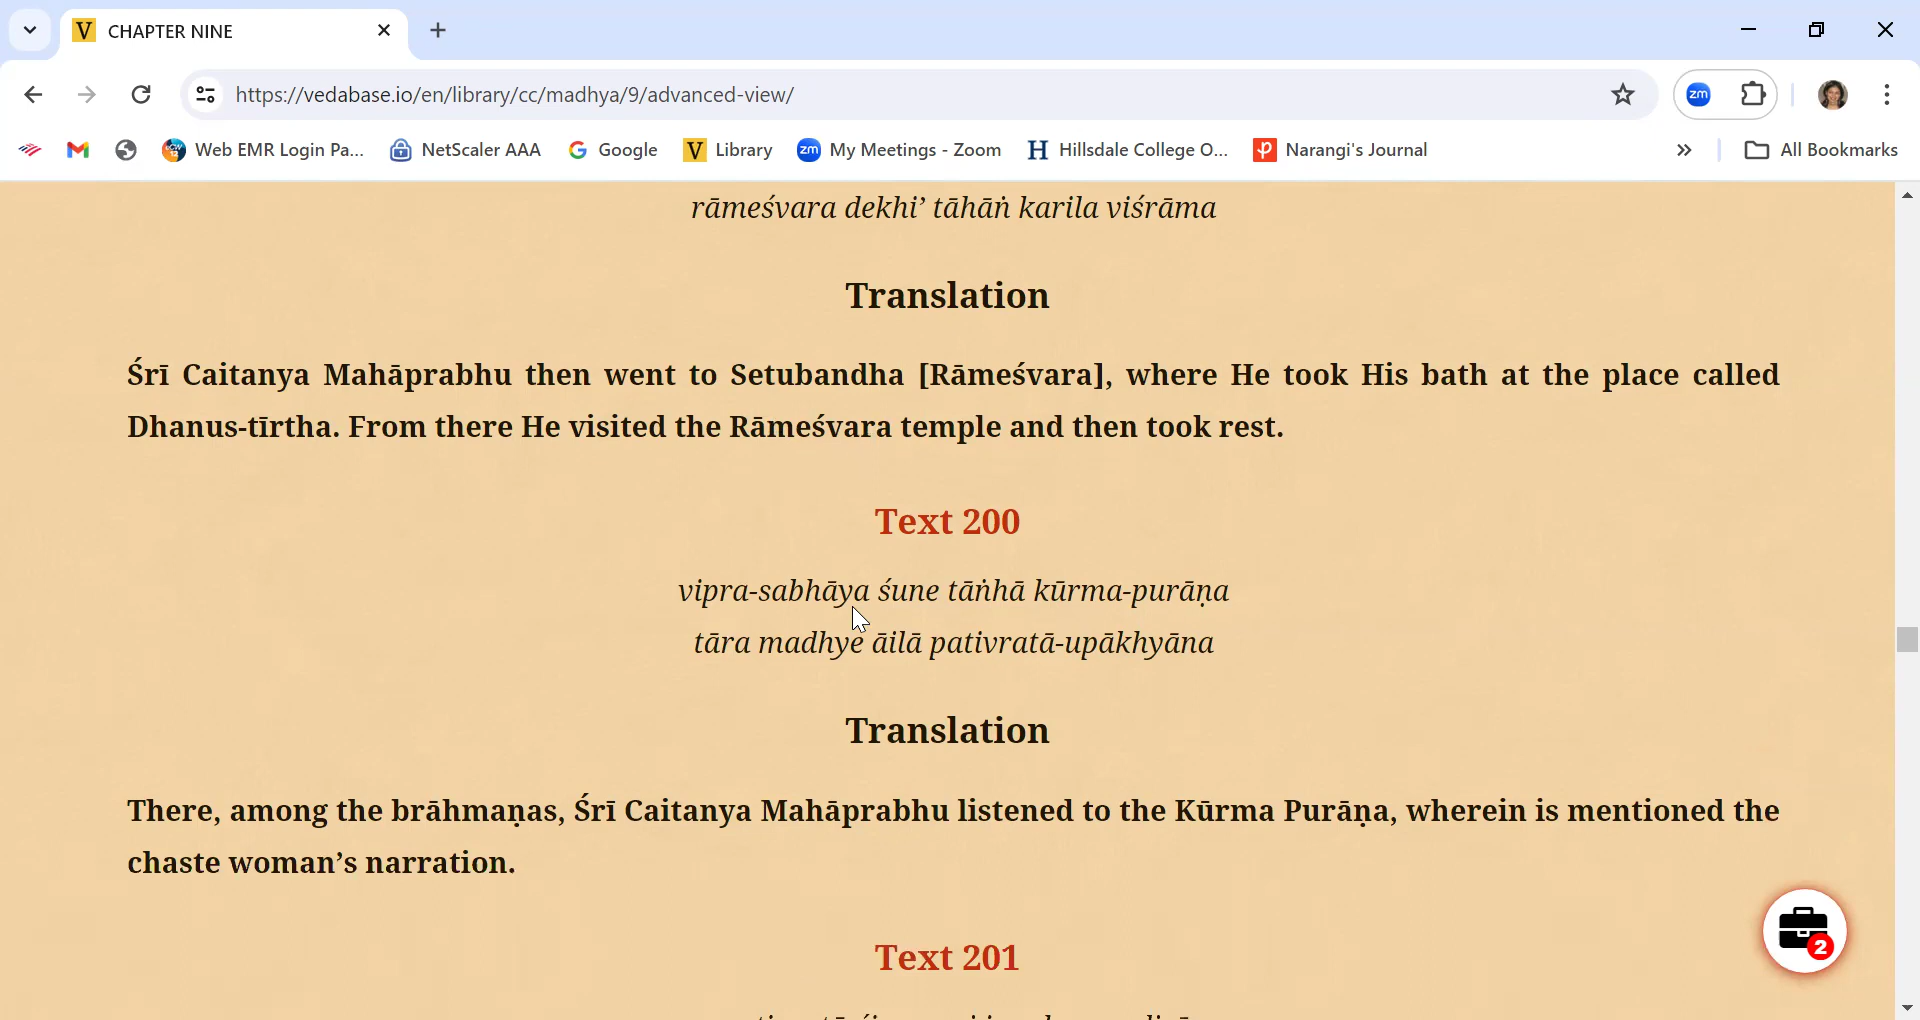 CHAPTER NINE
https://vedabase.io/en/library/cc/madhya/9/advanced-view/
zm
Web EMR Login Pa... NetScaler AAA Google Library My Meetings - Zoom Hillsdale College O... Narangi's Journal » All Bookmarks
rāmeśvara dekhi’ tāhāṅ karila viśrāma
Translation
Śrī Caitanya Mahāprabhu then went to Setubandha [Rāmeśvara], where He took His bath at the place called
Dhanus-tīrtha. From there He visited the Rāmeśvara temple and then took rest.
Text 200
vipra-sabhāya śune tāṅhā kūrma-purāṇa
tāra madhye āilā pativratā-upākhyāna
Translation
There, among the brāhmaṇas, Śrī Caitanya Mahāprabhu listened to the Kūrma Purāṇa, wherein is mentioned the
chaste woman’s narration.
2
Text 201